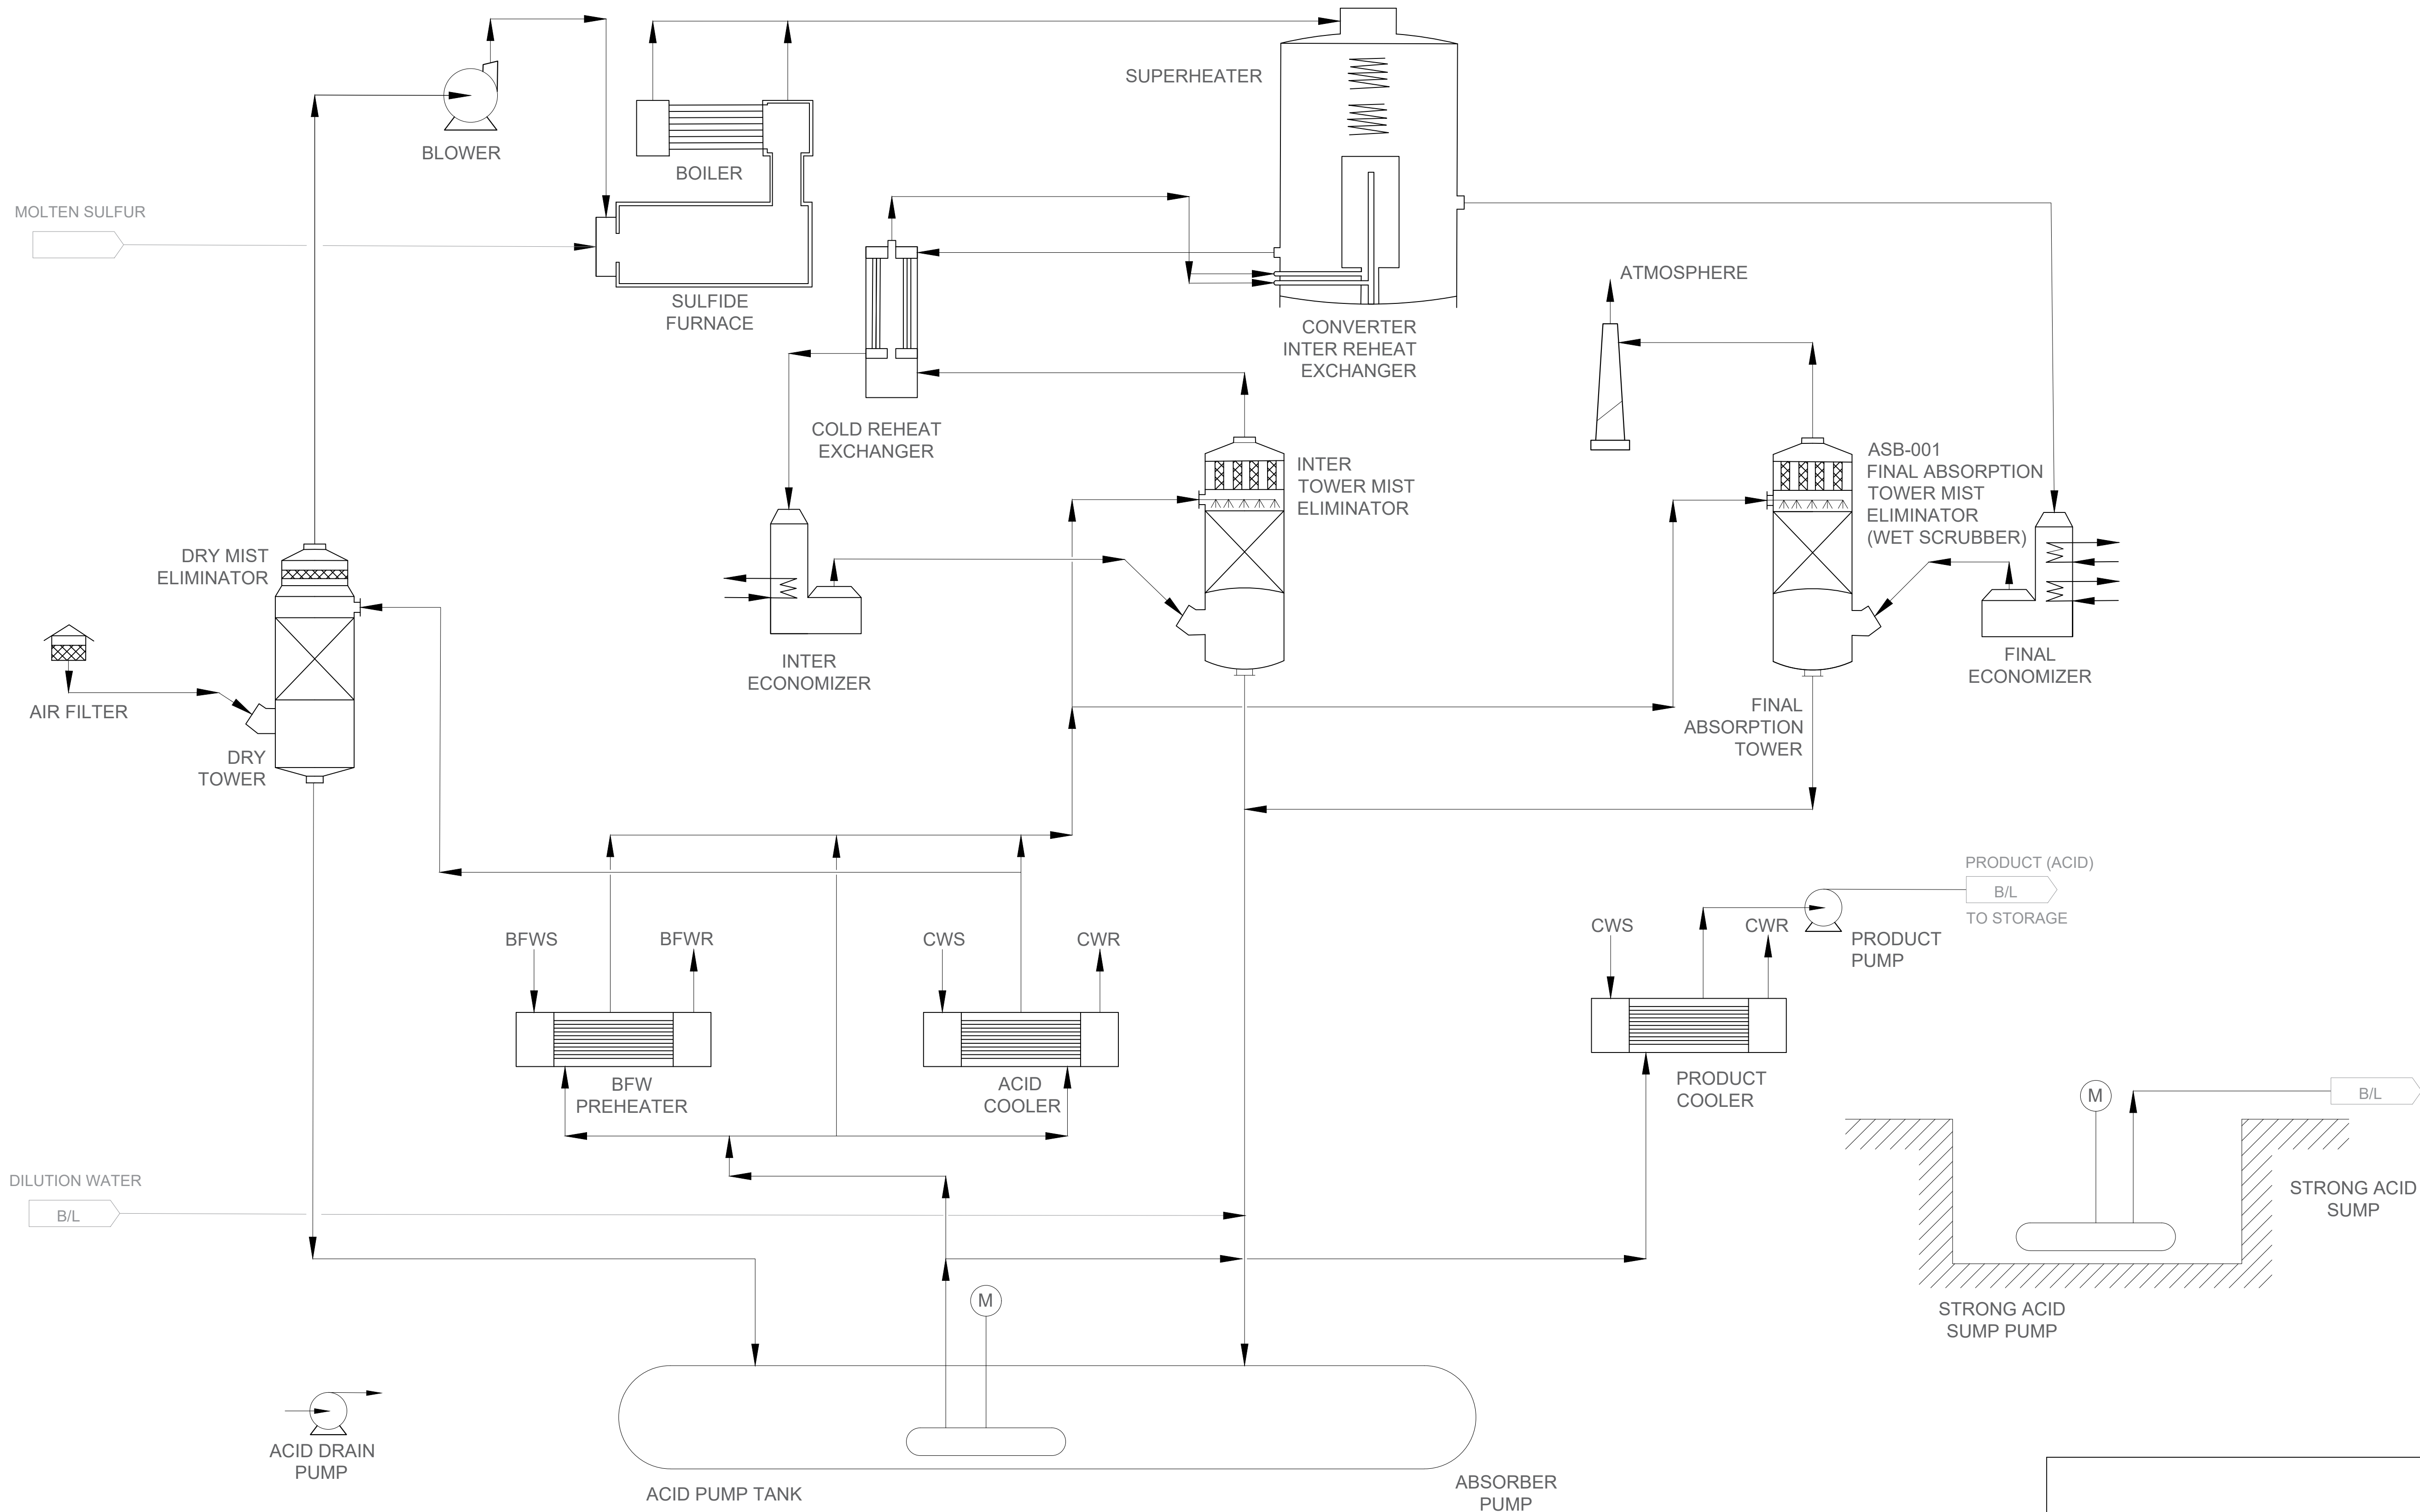 SUPERHEATER
BLOWER
BOILER
MOLTEN SULFUR
SULFIDE
FURNACE
ATMOSPHERE
CONVERTER
INTER REHEAT
EXCHANGER
COLD REHEAT
EXCHANGER
INTER
TOWER MIST
ELIMINATOR
ASB-001
FINAL ABSORPTION
TOWER MIST
ELIMINATOR
(WET SCRUBBER)
DRY MIST
ELIMINATOR
INTER
ECONOMIZER
FINAL
ECONOMIZER
AIR FILTER
DRY
TOWER
FINAL
ABSORPTION
TOWER
PRODUCT (ACID)
B/L
TO STORAGE
BFWS
BFWR
CWS
CWR
CWS
CWR
PRODUCT
PUMP
BFW
PREHEATER
ACID
COOLER
PRODUCT
COOLER
M
B/L
DILUTION WATER
B/L
STRONG ACID
SUMP
M
STRONG ACID
SUMP PUMP
ACID DRAIN
PUMP
ACID PUMP TANK
ABSORBER
PUMP